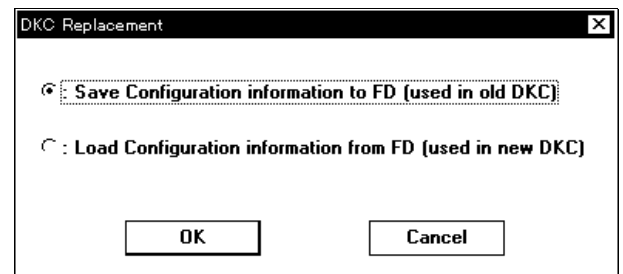 DKC Replacement
: Save Configuration information to FD (used in old DKC)
: Load Configuration information from FD (used in new DKC)
OK Cancel